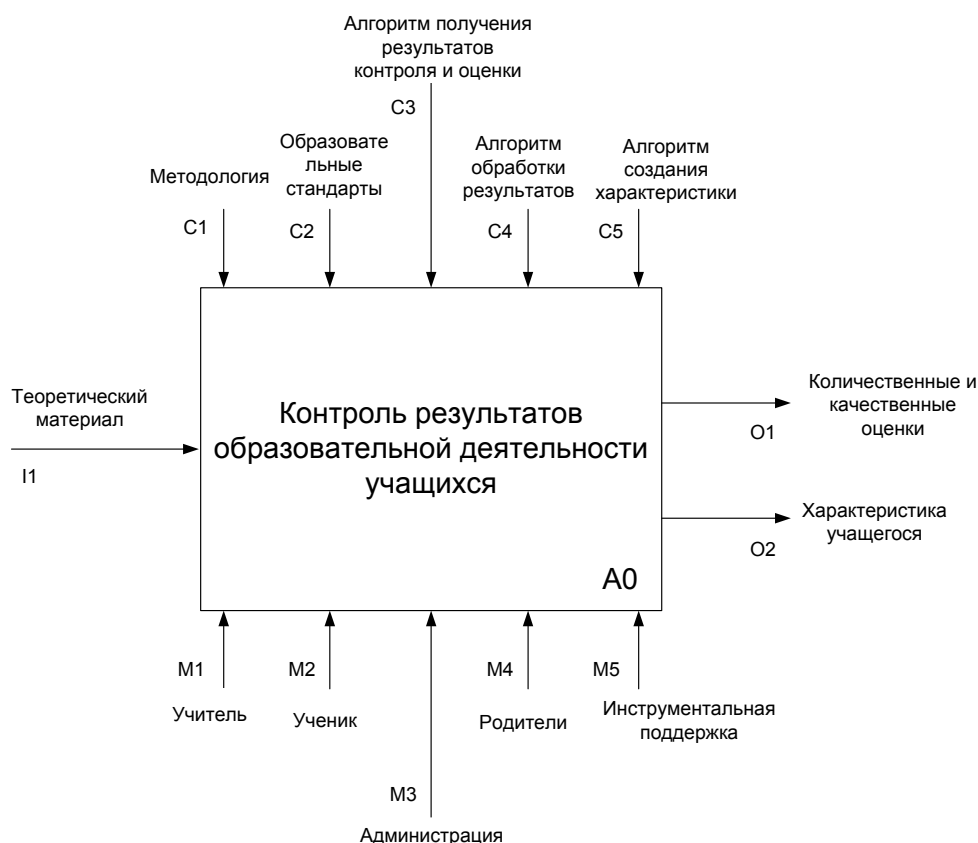 Алгоритм получения
результатов
контроля и оценки
C3
Образовате
льные
стандарты
Алгоритм
обработки
результатов
Алгоритм
создания
характеристики
Методология
C1
C2
C4
C5
Теоретический
материал
I1
Контроль результатов
образовательной деятельности
учащихся
A0
Количественные и
качественные
оценки
O1
Характеристика
учащегося
O2
M1
M2
M4
M5
Учитель
Ученик
Родители
Инструментальная
поддержка
M3
Администрация